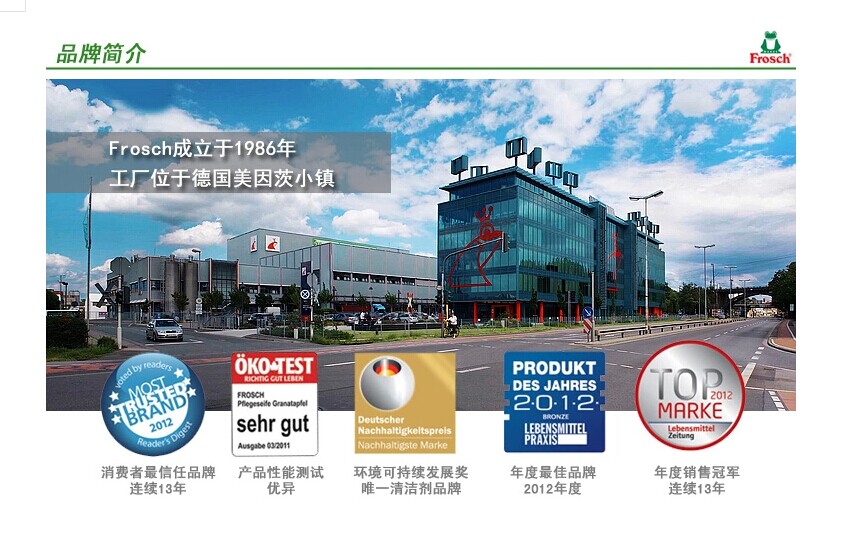 品牌简介
Frosch
Frosch成立于1986年
工厂位于德国美因茨小镇
voted by readers
MOST
TRUSTED
BRAND
2012
Reader's Digest
ÖKO-TEST
RICHTIG GUT LEBEN
FROSCH
Pflegeseife Granatapfel
sehr gut
Ausgabe 03/2011
Deutscher
Nachhaltigkeitspreis
Nachhaltigste Marke
PRODUKT
DES JAHRES
2·0·1·2·
BRONZE
LEBENSMITTEL
PRAXIS
TOP
2012
MARKE
Lebensmittel
Zeitung
消费者最信任品牌
连续13年
产品性能测试
优异
环境可持续发展奖
唯一清洁剂品牌
年度最佳品牌
2012年度
年度销售冠军
连续13年